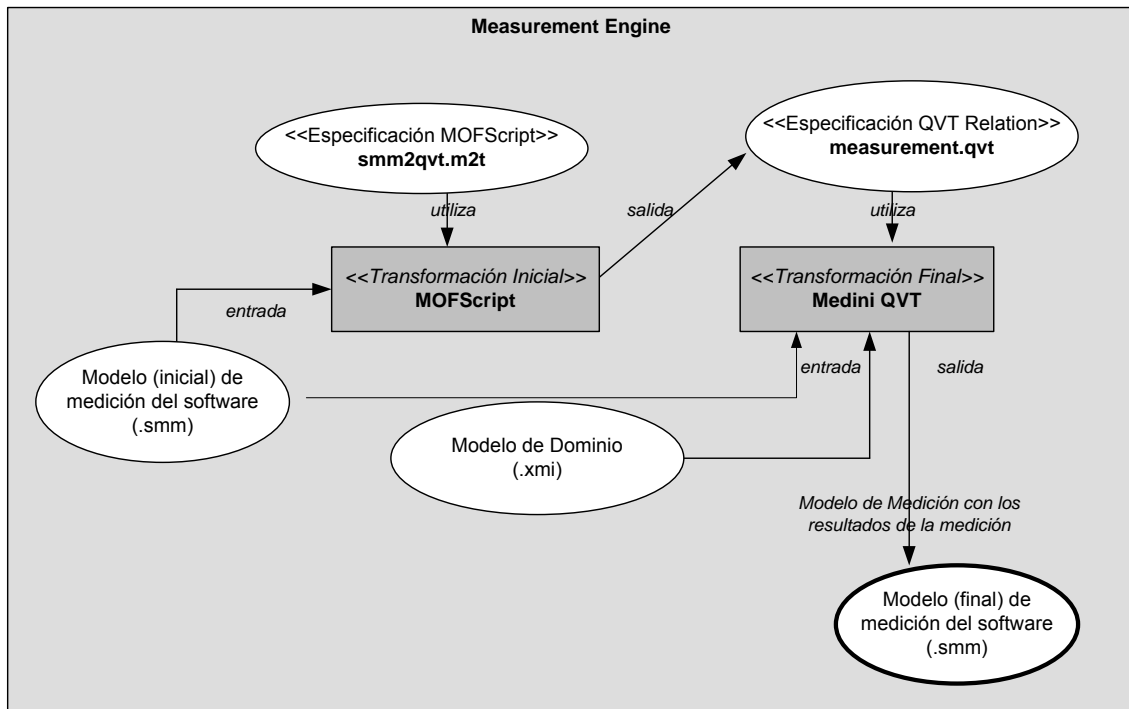 Measurement Engine
<<Especificación MOFScript>>
smm2qvt.m2t
<<Especificación QVT Relation>>
measurement.qvt
utiliza
salida
utiliza
<<Transformación Inicial>>
MOFScript
<<Transformación Final>>
Medini QVT
entrada
entrada
salida
Modelo (inicial) de
medición del software
(.smm)
Modelo de Dominio
(.xmi)
Modelo de Medición con los
resultados de la medición
Modelo (final) de
medición del software
(.smm)